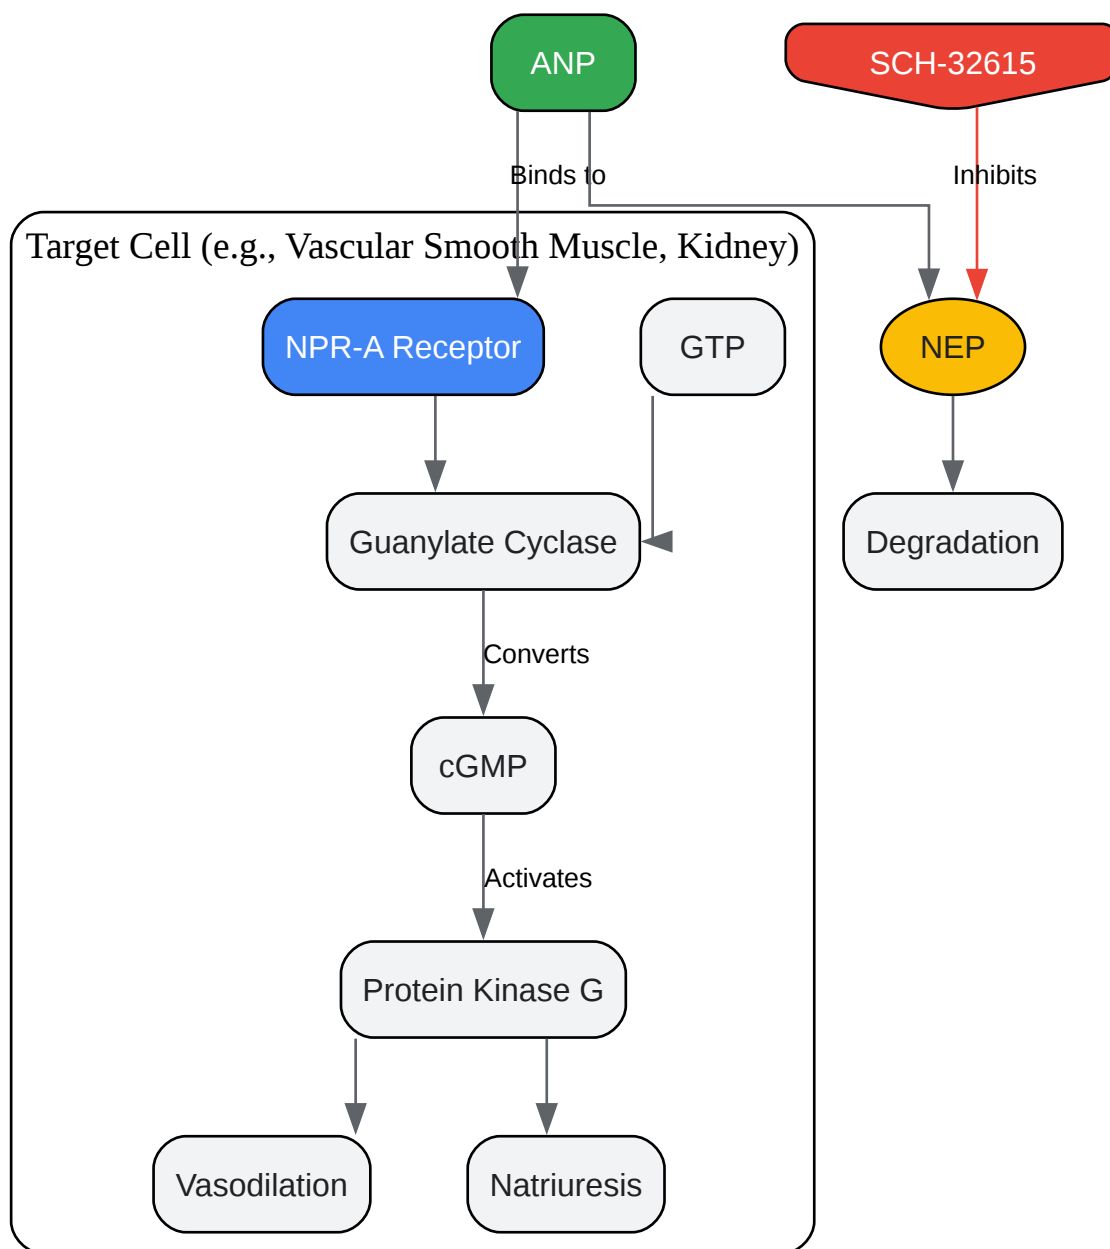 ANP
SCH-32615
Binds to
Inhibits
Target Cell (e.g., Vascular Smooth Muscle, Kidney)
NPR-A Receptor
GTP
NEP
Guanylate Cyclase
Degradation
Converts
cGMP
Activates
Protein Kinase G
Vasodilation
Natriuresis